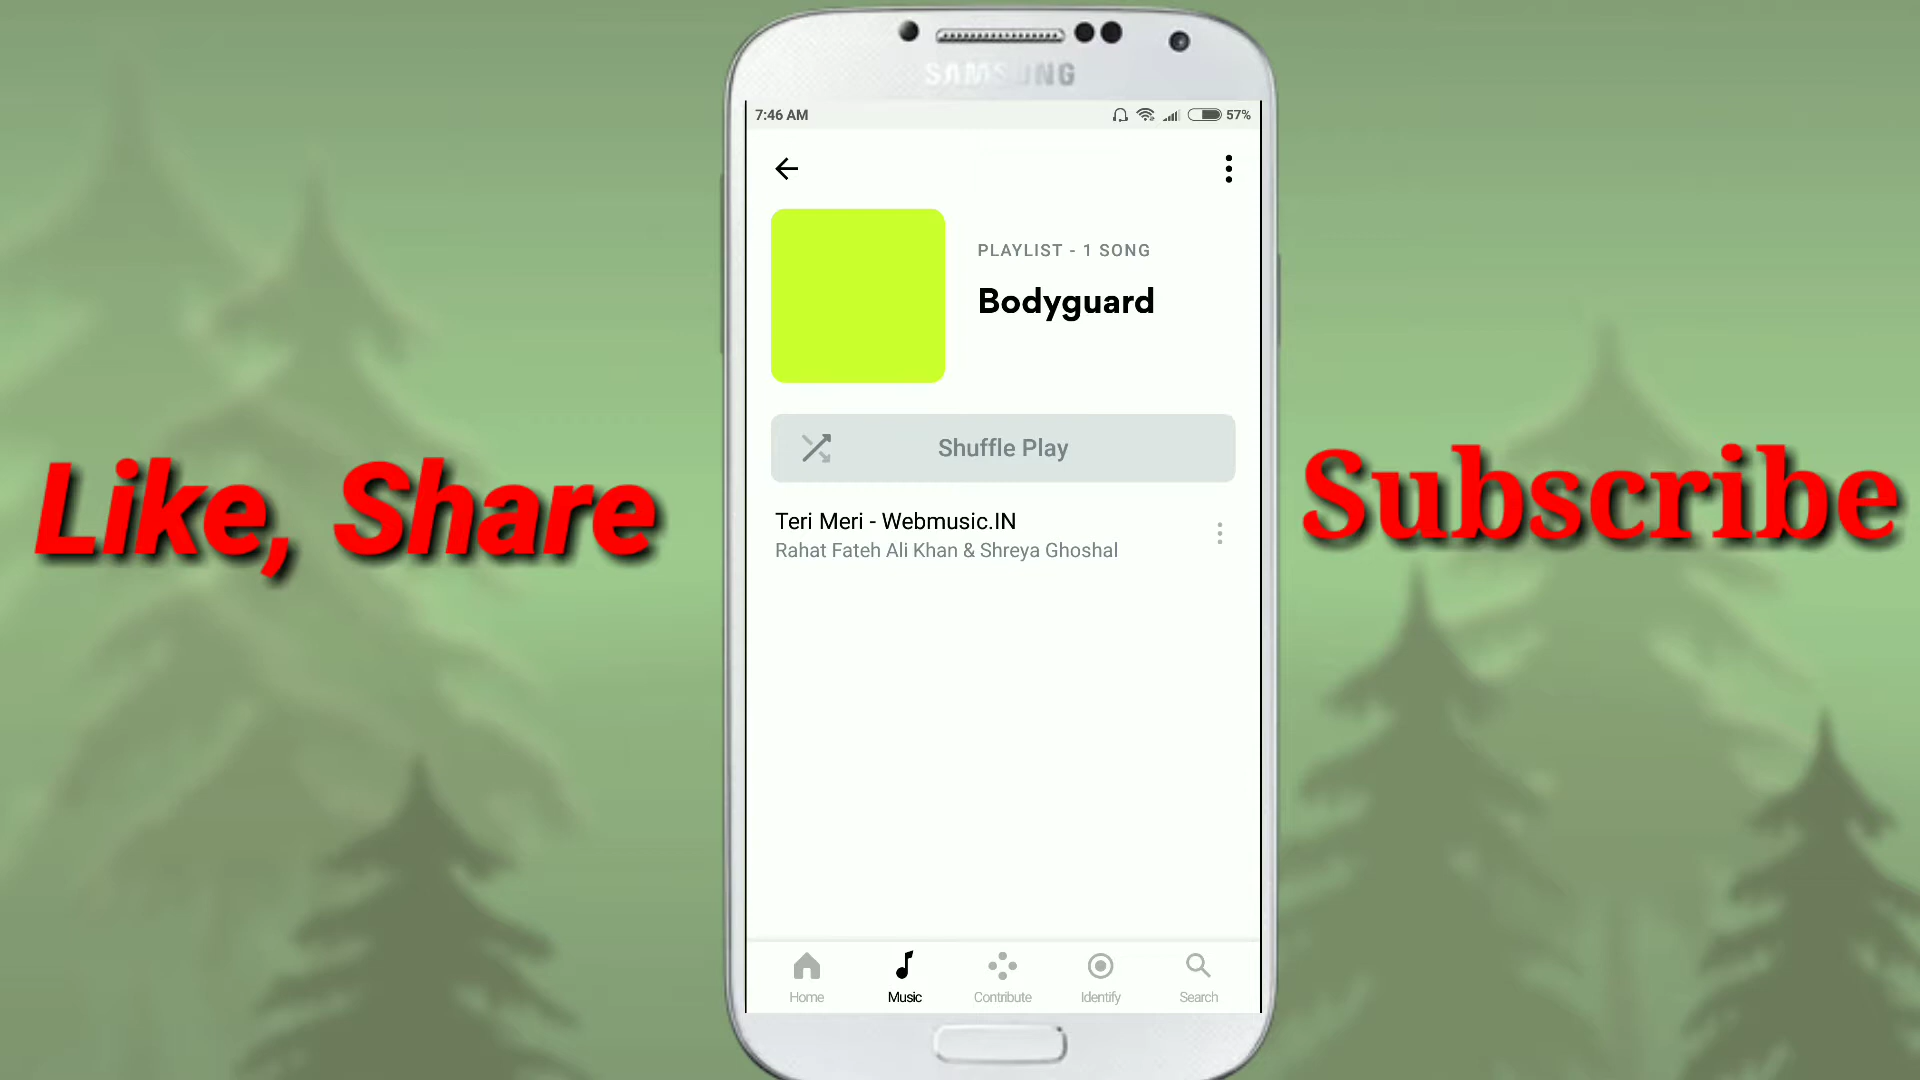 SAMSUNG
7:46 AM
57%
PLAYLIST - 1 SONG
Bodyguard
Shuffle Play
Like, Share
Subscribe
Teri Meri - Webmusic.IN
Rahat Fateh Ali Khan & Shreya Ghoshal
Home
Music
Contribute
Identify
Search